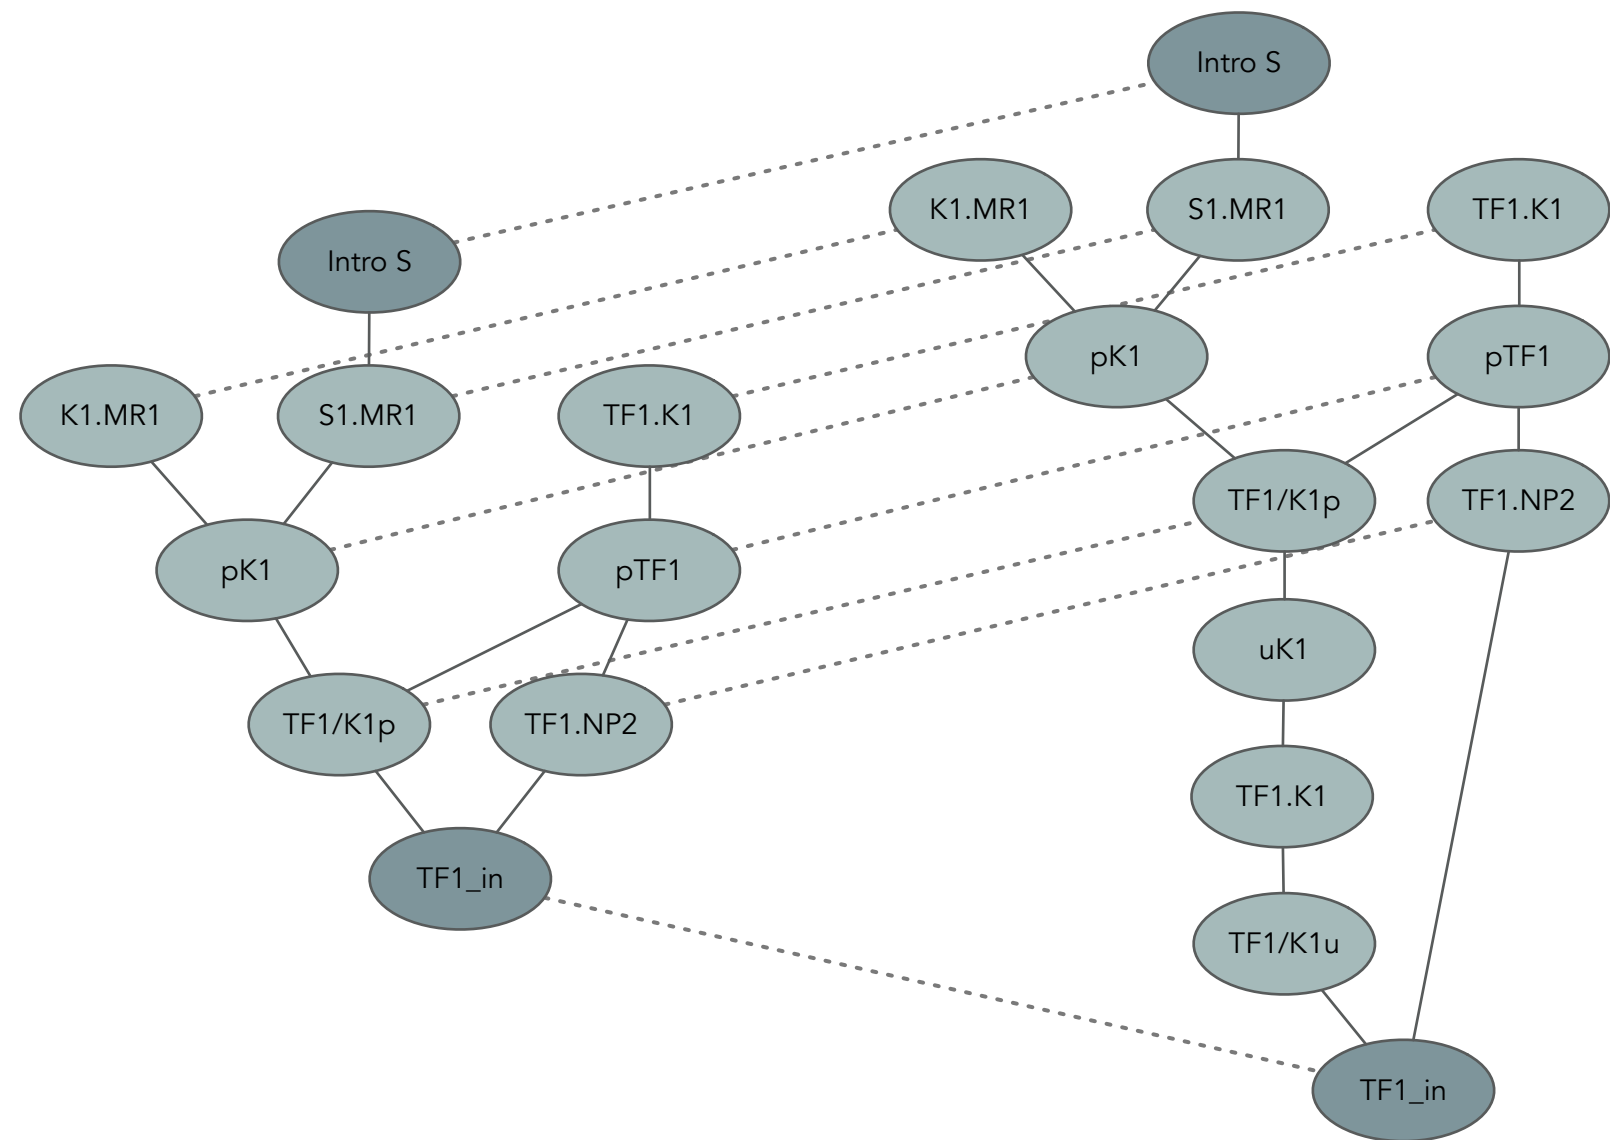 Intro S
K1.MR1
S1.MR1
TF1.K1
Intro S
pK1
pTF1
K1.MR1
S1.MR1
TF1.K1
TF1/K1p
TF1.NP2
pK1
pTF1
uK1
TF1/K1p
TF1.NP2
TF1.K1
TF1_in
TF1/K1u
TF1_in